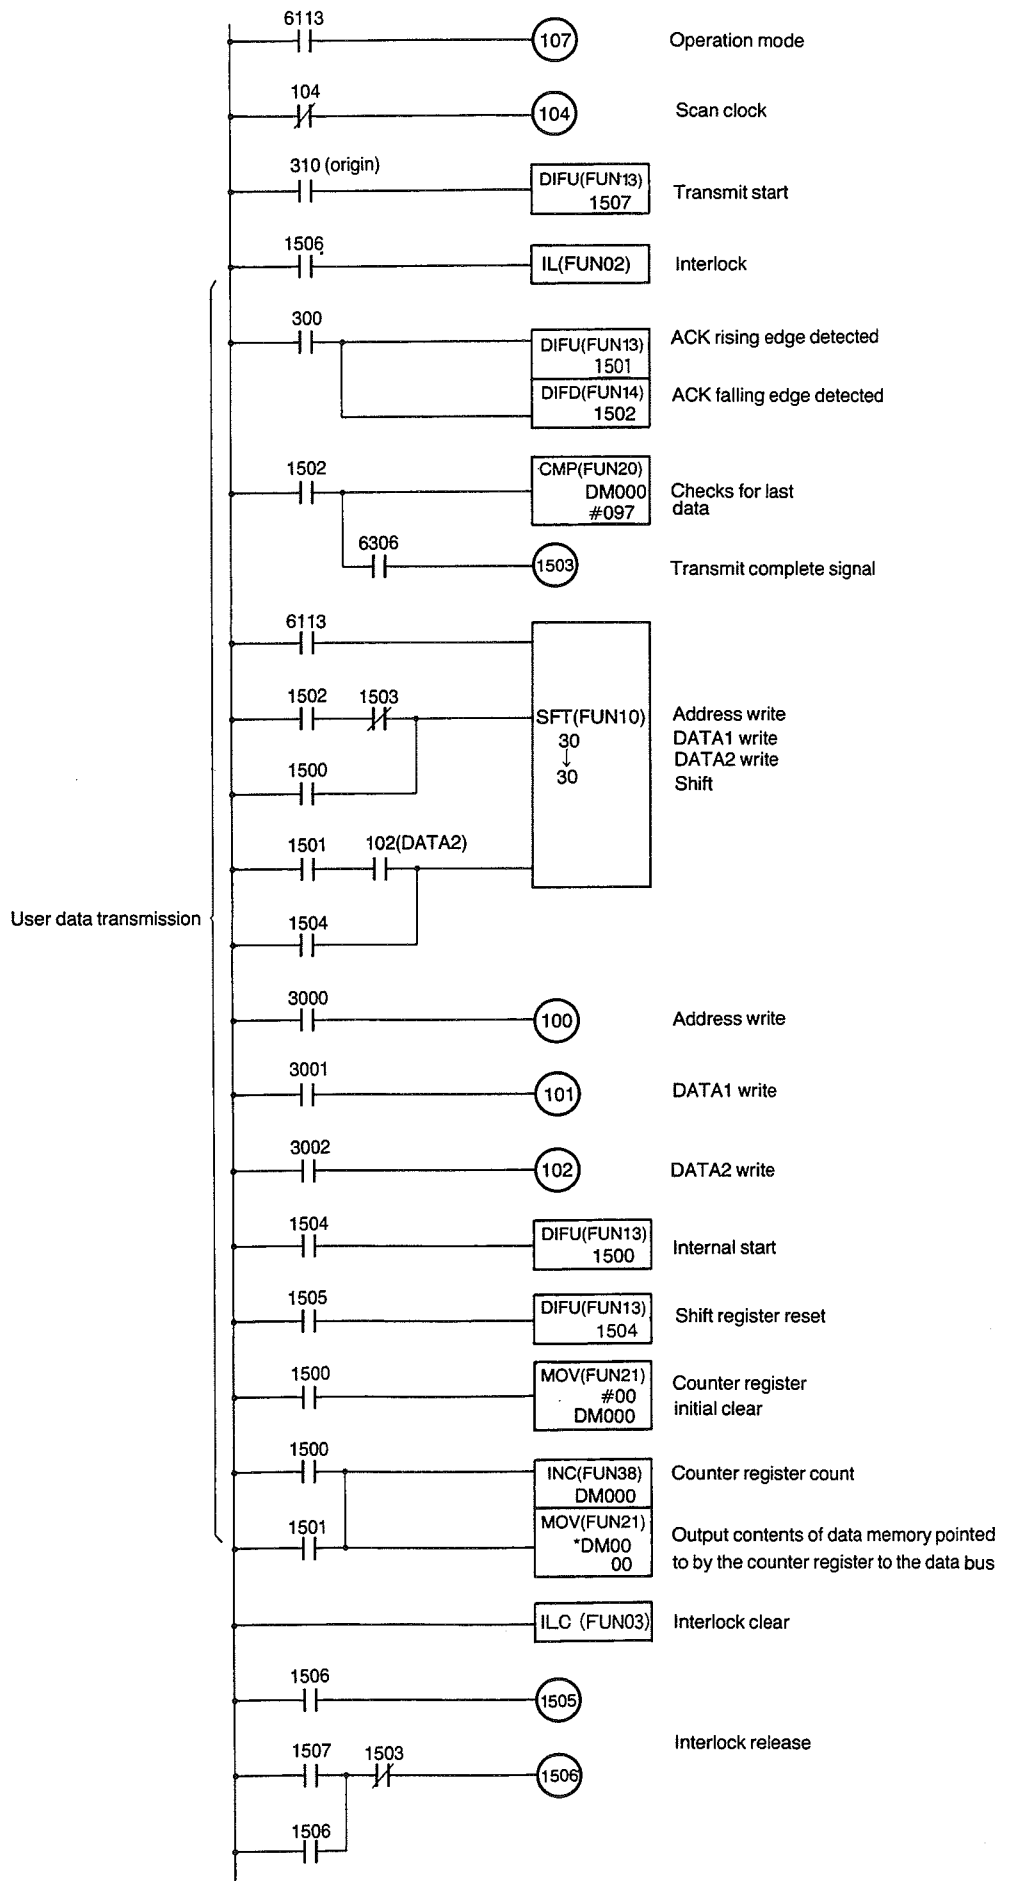 6113
107
Operation mode
104
104
Scan clock
310 (origin)
DIFU(FUN13)
1507
Transmit start
1506
IL(FUN02)
Interlock
300
DIFU(FUN13)
1501
ACK rising edge detected
DIFD(FUN14)
1502
ACK falling edge detected
1502
CMP(FUN20)
DM000
#097
Checks for last
data
6306
1503
Transmit complete signal
6113
1502
1503
SFT(FUN10)
30
↓
30
Address write
DATA1 write
DATA2 write
Shift
1500
1501
102(DATA2)
User data transmission
1504
3000
100
Address write
3001
101
DATA1 write
3002
102
DATA2 write
1504
DIFU(FUN13)
1500
Internal start
1505
DIFU(FUN13)
1504
Shift register reset
1500
MOV(FUN21)
#00
DM000
Counter register
initial clear
1500
INC(FUN38)
DM000
Counter register count
1501
MOV(FUN21)
*DM00
00
Output contents of data memory pointed
to by the counter register to the data bus
ILC (FUN03)
Interlock clear
1506
1505
Interlock release
1507
1503
1506
1506